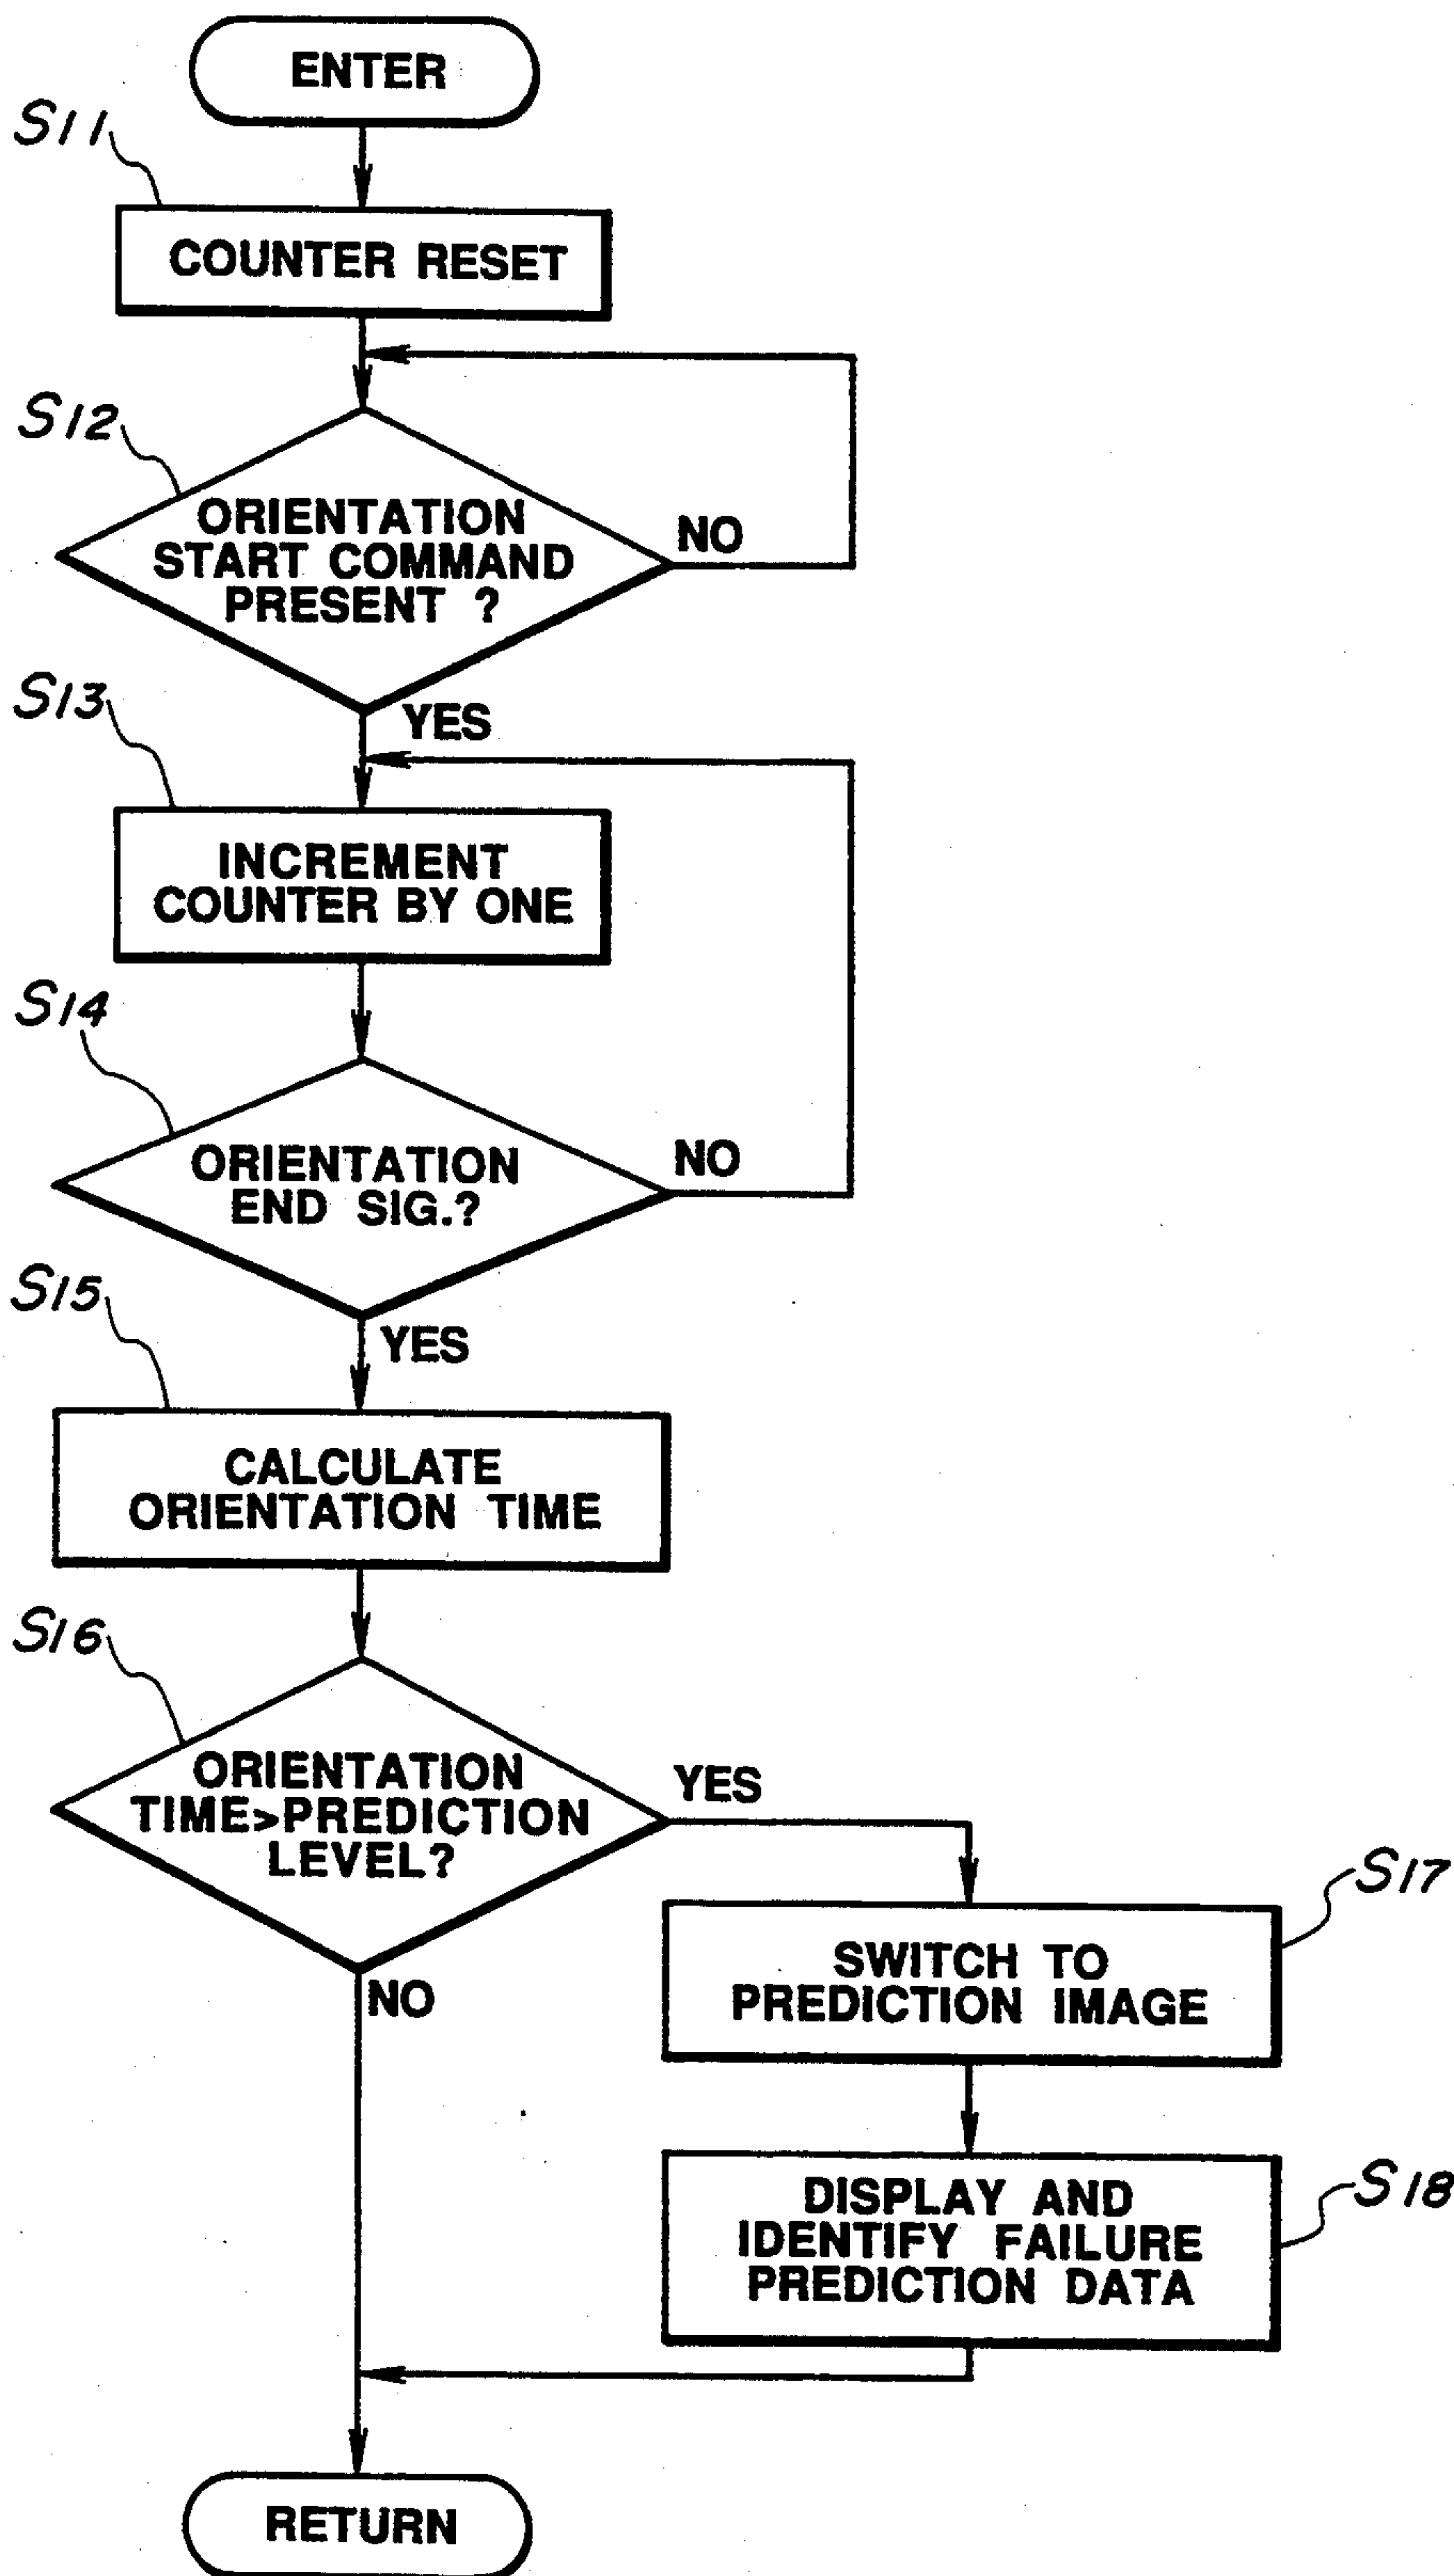 ENTER
S11
COUNTER RESET
S12
ORIENTATION
START COMMAND
PRESENT ?
NO
S13
YES
INCREMENT
COUNTER BY ONE
S14
ORIENTATION
END SIG.?
NO
S15
YES
CALCULATE
ORIENTATION TIME
S16
ORIENTATION
TIME>PREDICTION
LEVEL?
YES
NO
S17
SWITCH TO
PREDICTION IMAGE
S18
DISPLAY AND
IDENTIFY FAILURE
PREDICTION DATA
RETURN